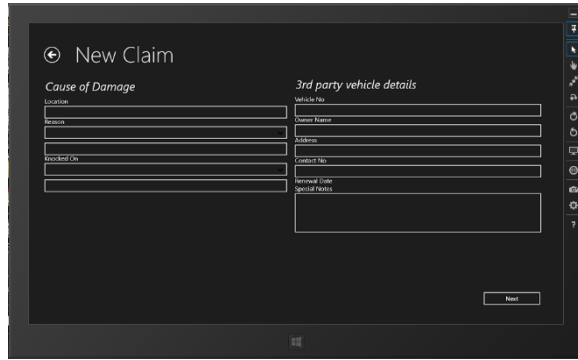 New Claim
Cause of Damage
Location
Reason
Knocked On
3rd party vehicle details
Vehicle No
Owner Name
Address
Contact No
Renewal Date
Special Notes
Next
?